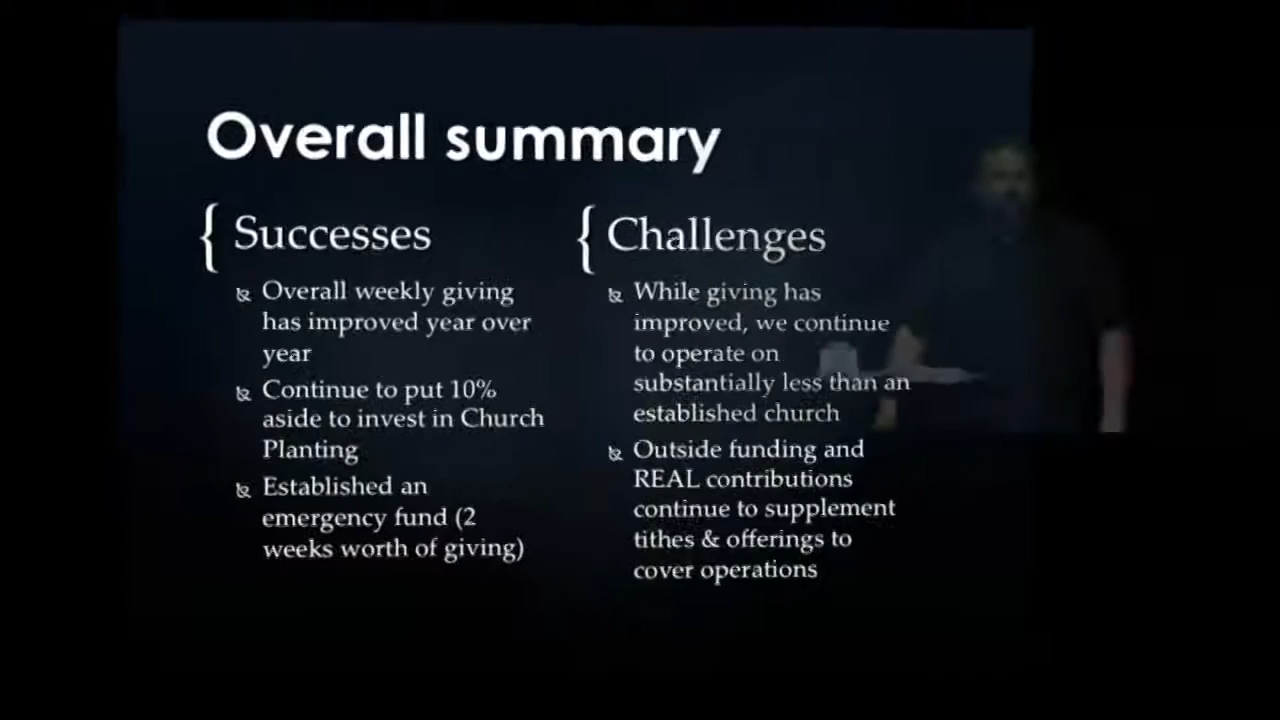 Overall summary
Successes
Overall weekly giving
has improved year over
year
Continue to put 10%
aside to invest in Church
Planting
Established an
emergency fund (2
weeks worth of giving)
Challenges
While giving has
improved, we continue
to operate on
substantially less than an
established church
Outside funding and
REAL contributions
continue to supplement
tithes & offerings to
cover operations